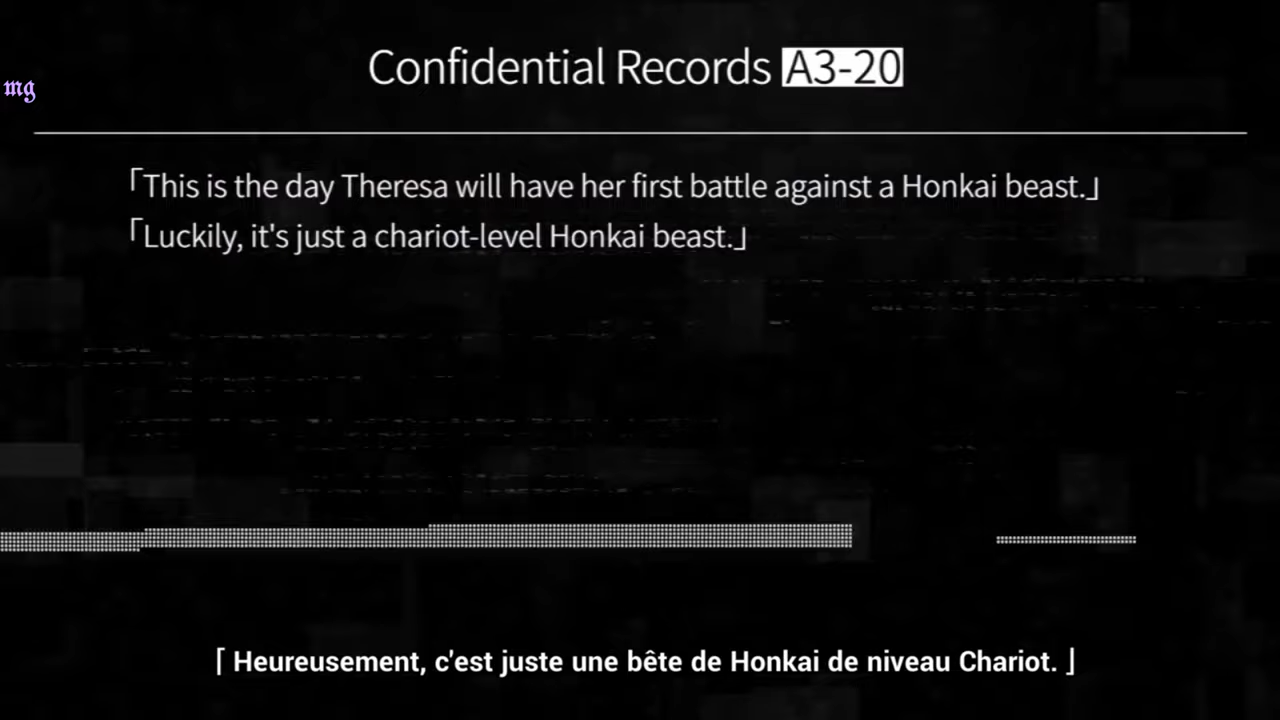 Confidential Records A3-20
mg
「This is the day Theresa will have her first battle against a Honkai beast.」
「Luckily, it's just a chariot-level Honkai beast.」
⌈ Heureusement, c'est juste une bête de Honkai de niveau Chariot. ⌋